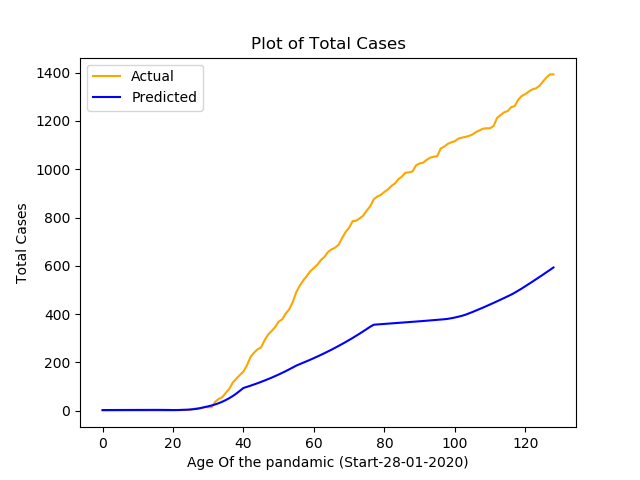 Plot of Total Cases
Actual
Predicted
1400
1200
1000
800
600
400
200
0
Total Cases
0 20 40 60 80 100 120
Age Of the pandamic (Start-28-01-2020)